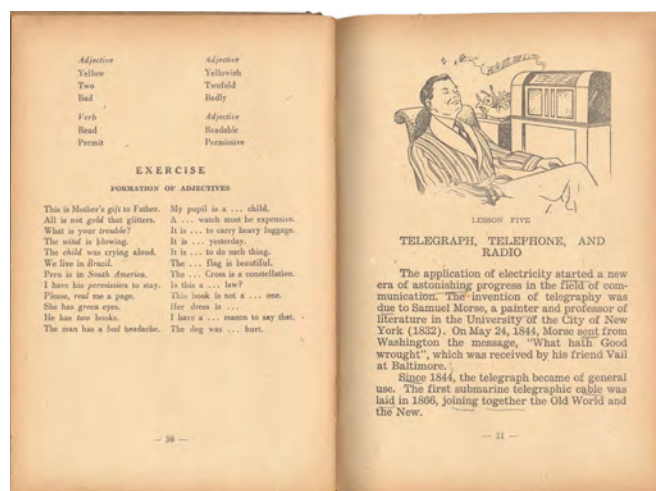 Adjective Adjective
Yellow Yellowish
Two Twofold
Bad Badly
Verb Adjective
Read Readable
Permit Permissive
EXERCISE
FORMATION OF ADJECTIVES
This is Mother's gift to Father. My pupil is a ... child.
All is not gold that glitters. A ... watch must be expensive.
What is your trouble? It is ... to carry heavy luggage.
The wind is blowing. It is ... yesterday.
The child was crying aloud. It is ... to do such thing.
We live in Brazil. The ... flag is beautiful.
Peru is in South America. The ... Cross is a constellation.
I have his permission to stay. Is this a ... law?
Please, read me a page. This book is not a ... one.
She has green eyes. Her dress is ...
He has two books. I have a ... reason to say that.
The man has a bad headache. The dog was ... hurt.
— 30 —
LESSON FIVE
TELEGRAPH, TELEPHONE, AND
RADIO
The application of electricity started a new
era of astonishing progress in the field of com-
munication. The invention of telegraphy was
due to Samuel Morse, a painter and professor of
literature in the University of the City of New
York (1832). On May 24, 1844, Morse sent from
Washington the message, "What hath Good
wrought", which was received by his friend Vail
at Baltimore.
Since 1844, the telegraph became of general
use. The first submarine telegraphic cable was
laid in 1866, joining together the Old World and
the New.
— 31 —